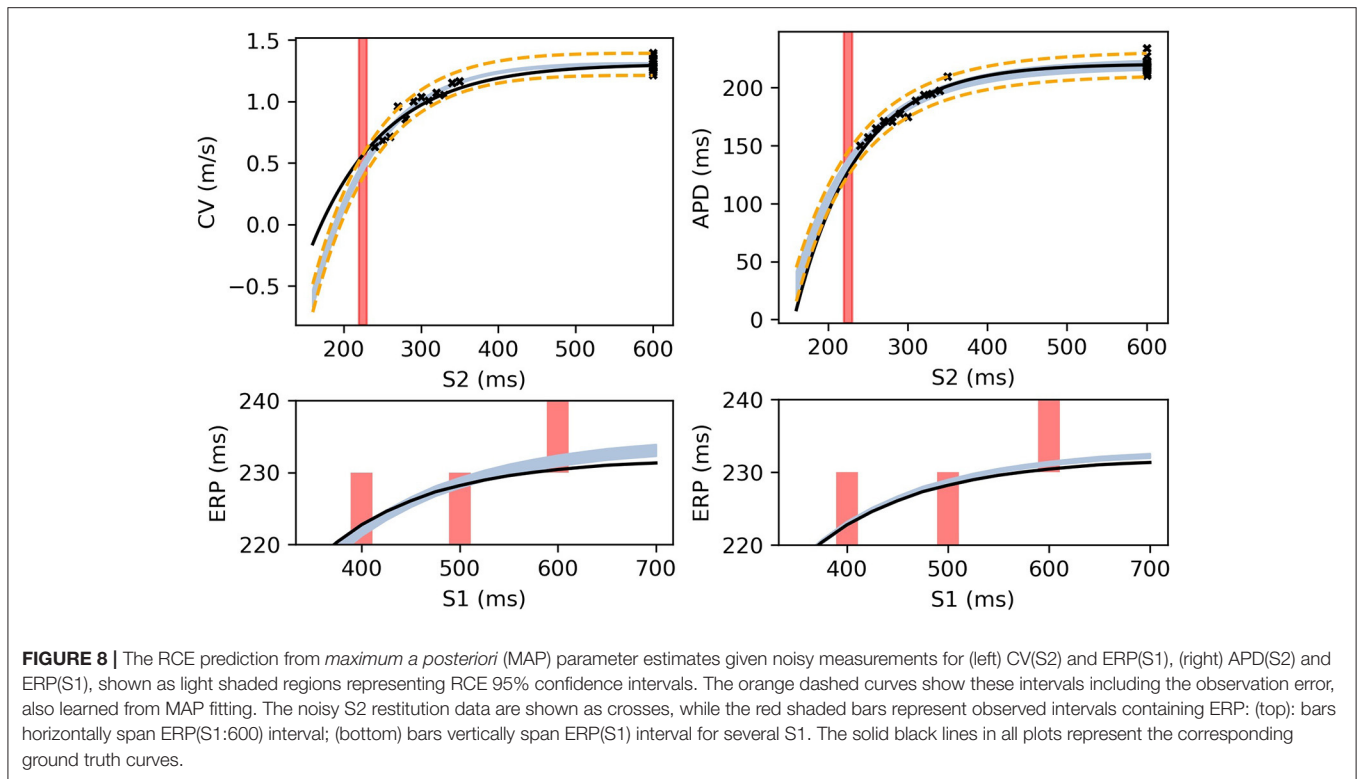 1.5
1.0
0.5
0.0
−0.5
CV (m/s)
200 300 400 500 600
S2 (ms)
200
150
100
50
0
APD (ms)
200 300 400 500 600
S2 (ms)
240
230
220
ERP (ms)
400 500 600 700
S1 (ms)
240
230
220
ERP (ms)
400 500 600 700
S1 (ms)
FIGURE 8 | The RCE prediction from maximum a posteriori (MAP) parameter estimates given noisy measurements for (left) CV(S2) and ERP(S1), (right) APD(S2) and
ERP(S1), shown as light shaded regions representing RCE 95% confidence intervals. The orange dashed curves show these intervals including the observation error,
also learned from MAP fitting. The noisy S2 restitution data are shown as crosses, while the red shaded bars represent observed intervals containing ERP: (top): bars
horizontally span ERP(S1:600) interval; (bottom) bars vertically span ERP(S1) interval for several S1. The solid black lines in all plots represent the corresponding
ground truth curves.